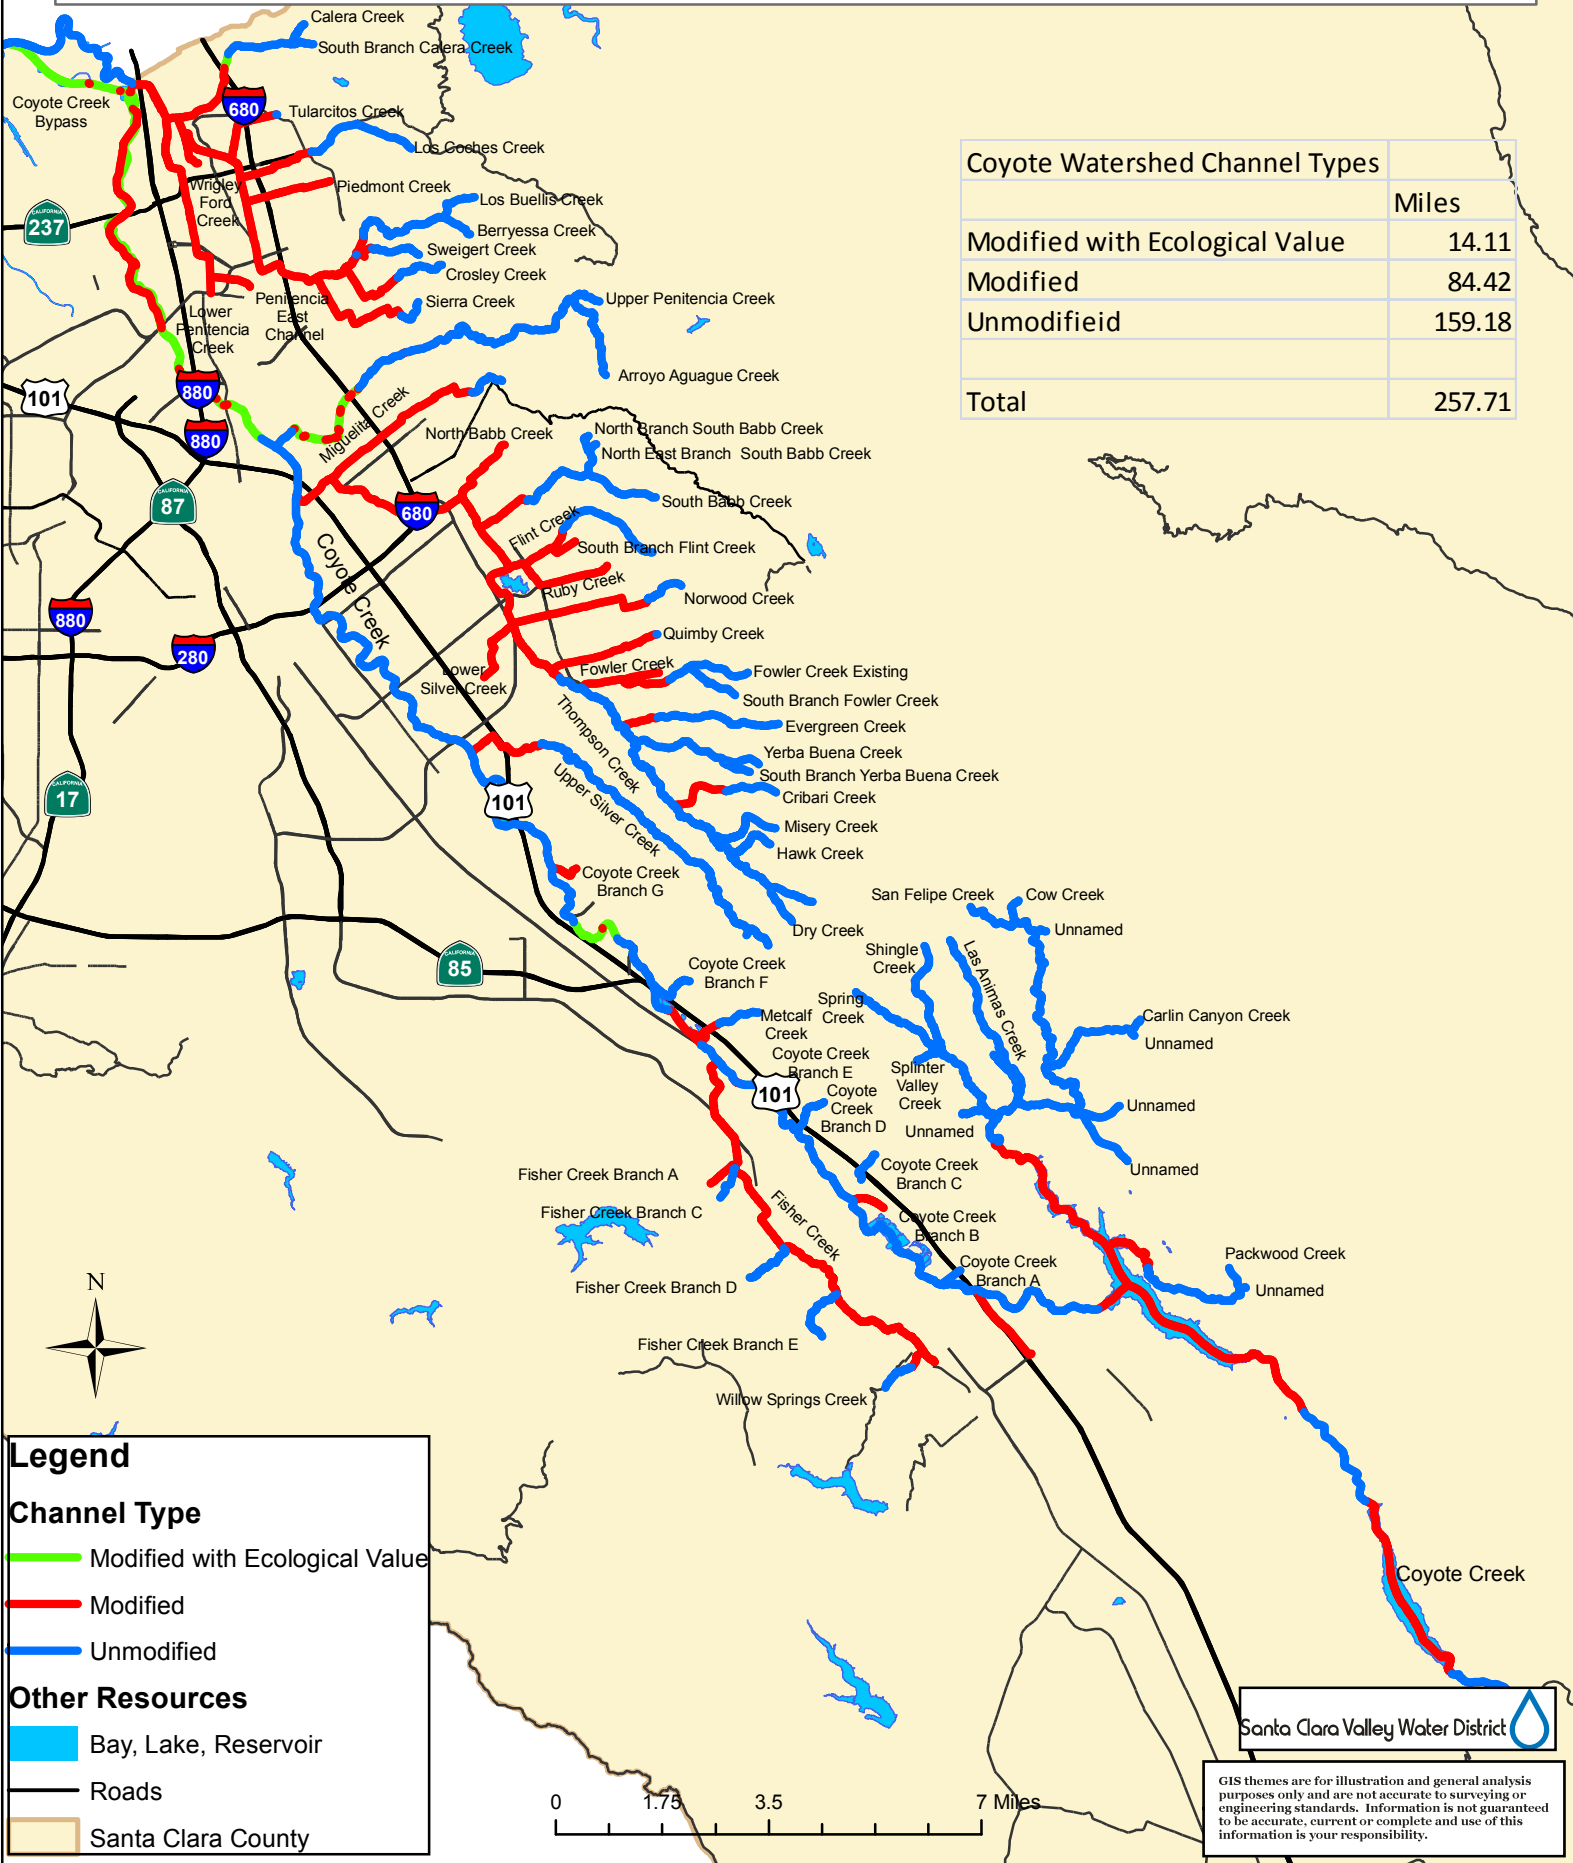 Calera Creek
South Branch Calera Creek
Coyote Creek
Bypass
680
Tularcitos Creek
Los Coches Creek
Wrigley
Ford
Creek
Piedmont Creek
CALIFORNIA
237
Los Buellis Creek
Berryessa Creek
Sweigert Creek
Crosley Creek
Sierra Creek
Penitencia
East
Channel
Lower
Penitencia
Creek
Upper Penitencia Creek
Arroyo Aguague Creek
Coyote Watershed Channel Types
Miles
Modified with Ecological Value 14.11
Modified 84.42
Unmodifieid 159.18
Total 257.71
101
880
880
Miguelita Creek
North Babb Creek
North Branch South Babb Creek
North East Branch South Babb Creek
South Babb Creek
CALIFORNIA
87
680
Flint Creek
South Branch Flint Creek
Ruby Creek
Coyote Creek
Norwood Creek
880
280
Quimby Creek
Lower
Silver Creek
Fowler Creek
Fowler Creek Existing
South Branch Fowler Creek
Thompson Creek
Evergreen Creek
Yerba Buena Creek
South Branch Yerba Buena Creek
Cribari Creek
CALIFORNIA
17
101
Upper Silver Creek
Misery Creek
Hawk Creek
Coyote Creek
Branch G
Dry Creek
San Felipe Creek
Cow Creek
Unnamed
Shingle
Creek
Las Animas Creek
CALIFORNIA
85
Coyote Creek
Branch F
Spring
Creek
Metcalf
Creek
Carlin Canyon Creek
Unnamed
Coyote Creek
Branch E
101
Coyote
Creek
Branch D
Splinter
Valley
Creek
Unnamed
Unnamed
Unnamed
Fisher Creek Branch A
Coyote Creek
Branch C
Fisher Creek Branch C
Fisher Creek
Coyote Creek
Branch B
Coyote Creek
Branch A
Packwood Creek
Unnamed
Fisher Creek Branch D
Fisher Creek Branch E
Willow Springs Creek
N
Coyote Creek
Legend
Channel Type
Modified with Ecological Value
Modified
Unmodified
Other Resources
Bay, Lake, Reservoir
Roads
Santa Clara County
0 1.75 3.5 7 Miles
Santa Clara Valley Water District
GIS themes are for illustration and general analysis
purposes only and are not accurate to surveying or
engineering standards. Information is not guaranteed
to be accurate, current or complete and use of this
information is your responsibility.